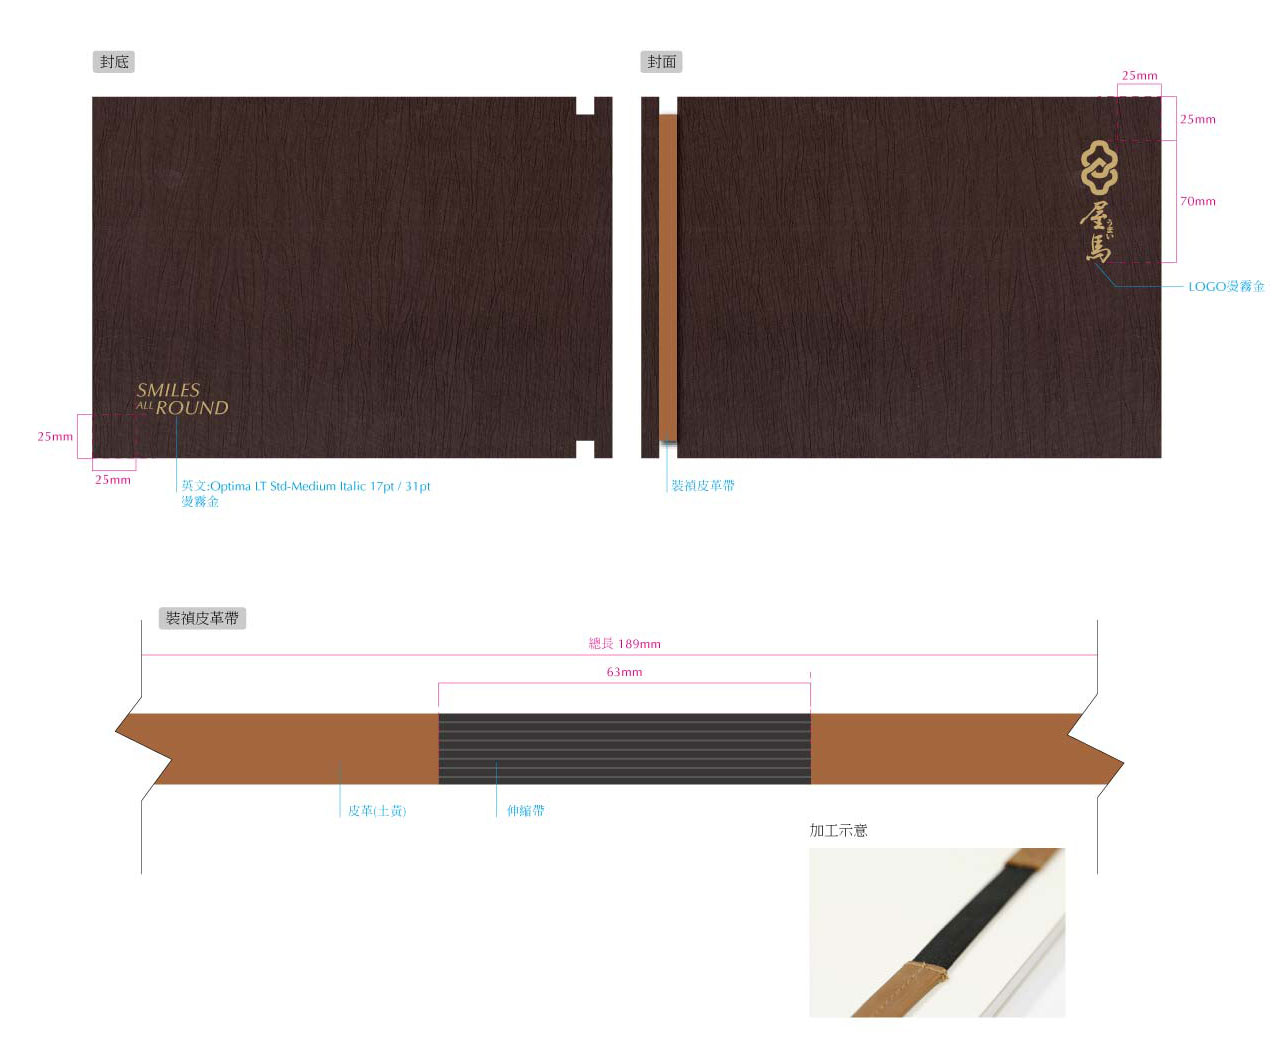 封底
封面
25mm
25mm
屋馬
うまい
70mm
LOGO燙霧金
SMILES
ALL ROUND
25mm
25mm
英文:Optima LT Std-Medium Italic 17pt / 31pt
燙霧金
裝禎皮革帶
裝禎皮革帶
總長 189mm
63mm
皮革(土黃)
伸縮帶
加工示意